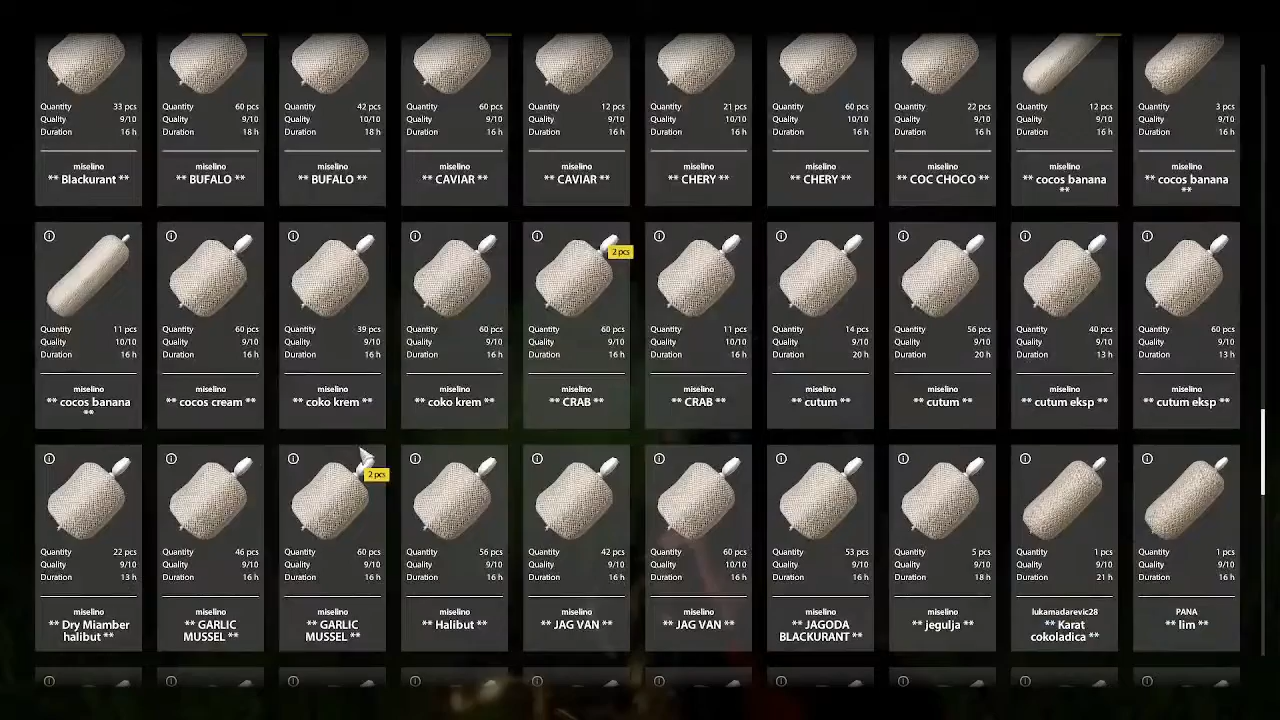 Quantity 33 pcs
Quality 9/10
Duration 16 h
miselino
** Blackurant **
Quantity 60 pcs
Quality 9/10
Duration 18 h
miselino
** BUFALO **
Quantity 42 pcs
Quality 10/10
Duration 18 h
miselino
** BUFALO **
Quantity 60 pcs
Quality 9/10
Duration 16 h
miselino
** CAVIAR **
Quantity 12 pcs
Quality 9/10
Duration 16 h
miselino
** CAVIAR **
Quantity 21 pcs
Quality 10/10
Duration 16 h
miselino
** CHERY **
Quantity 60 pcs
Quality 10/10
Duration 16 h
miselino
** CHERY **
Quantity 22 pcs
Quality 9/10
Duration 16 h
miselino
** COC CHOCO **
Quantity 12 pcs
Quality 9/10
Duration 16 h
miselino
** cocos banana
**
Quantity 3 pcs
Quality 9/10
Duration 16 h
miselino
** cocos banana
**
Quantity 11 pcs
Quality 10/10
Duration 16 h
miselino
** cocos banana
**
Quantity 60 pcs
Quality 9/10
Duration 16 h
miselino
** cocos cream **
Quantity 39 pcs
Quality 9/10
Duration 16 h
miselino
** coko krem **
Quantity 60 pcs
Quality 9/10
Duration 16 h
miselino
** coko krem **
2 pcs
Quantity 60 pcs
Quality 9/10
Duration 16 h
miselino
** CRAB **
Quantity 11 pcs
Quality 10/10
Duration 16 h
miselino
** CRAB **
Quantity 14 pcs
Quality 9/10
Duration 20 h
miselino
** cutum **
Quantity 56 pcs
Quality 9/10
Duration 20 h
miselino
** cutum **
Quantity 40 pcs
Quality 9/10
Duration 13 h
miselino
** cutum eksp **
Quantity 60 pcs
Quality 9/10
Duration 13 h
miselino
** cutum eksp **
Quantity 22 pcs
Quality 9/10
Duration 13 h
miselino
** Dry Miamber
halibut **
Quantity 46 pcs
Quality 9/10
Duration 16 h
miselino
** GARLIC
MUSSEL **
2 pcs
Quantity 60 pcs
Quality 9/10
Duration 16 h
miselino
** GARLIC
MUSSEL **
Quantity 56 pcs
Quality 9/10
Duration 16 h
miselino
** Halibut **
Quantity 42 pcs
Quality 9/10
Duration 16 h
miselino
** JAG VAN **
Quantity 60 pcs
Quality 10/10
Duration 16 h
miselino
** JAG VAN **
Quantity 53 pcs
Quality 9/10
Duration 16 h
miselino
** JAGODA
BLACKURANT **
Quantity 5 pcs
Quality 9/10
Duration 18 h
miselino
** jegulja **
Quantity 1 pcs
Quality 9/10
Duration 21 h
lukamadarevic28
** Karat
cokoladica **
Quantity 1 pcs
Quality 9/10
Duration 16 h
PANA
** lim **